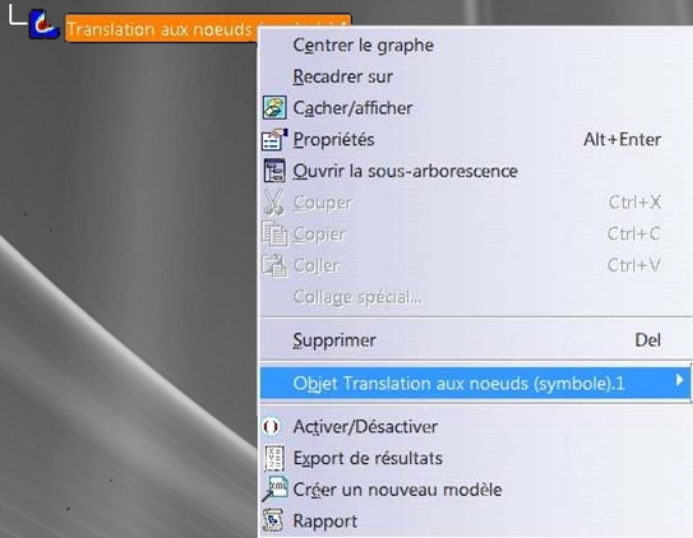 Translation aux noeuds
Centrer le graphe
Recadrer sur
Cacher/afficher
Propriétés Alt+Enter
Ouvrir la sous-arborescence
Couper Ctrl+X
Copier Ctrl+C
Coller Ctrl+V
Collage spécial...
Supprimer Del
Objet Translation aux noeuds (symbole).1
Activer/Désactiver
Export de résultats
Créer un nouveau modèle
Rapport